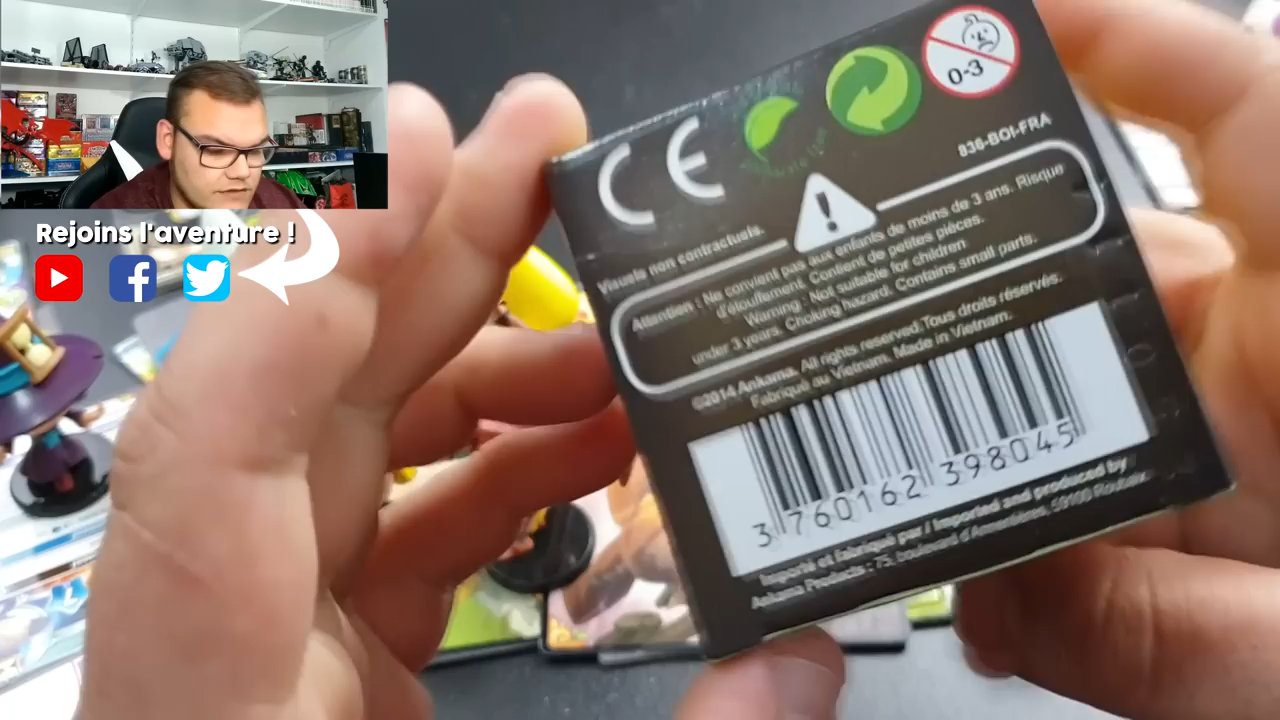 Rejoins l'aventure !
CE
0-3
836-BOI-FRA
Visuels non contractuels.
Attention : Ne convient pas aux enfants de moins de 3 ans. Risque
d'étouffement. Contient de petites pièces.
Warning : Not suitable for children
under 3 years. Choking hazard. Contains small parts.
©2014 Ankama. All rights reserved.Tous droits réservés.
Fabriqué au Vietnam. Made in Vietnam.
3 760162 398045
Importé et fabriqué par / Imported and produced by
Ankama Products : 75, boulevard d'Armentières, 59100 Roubaix.